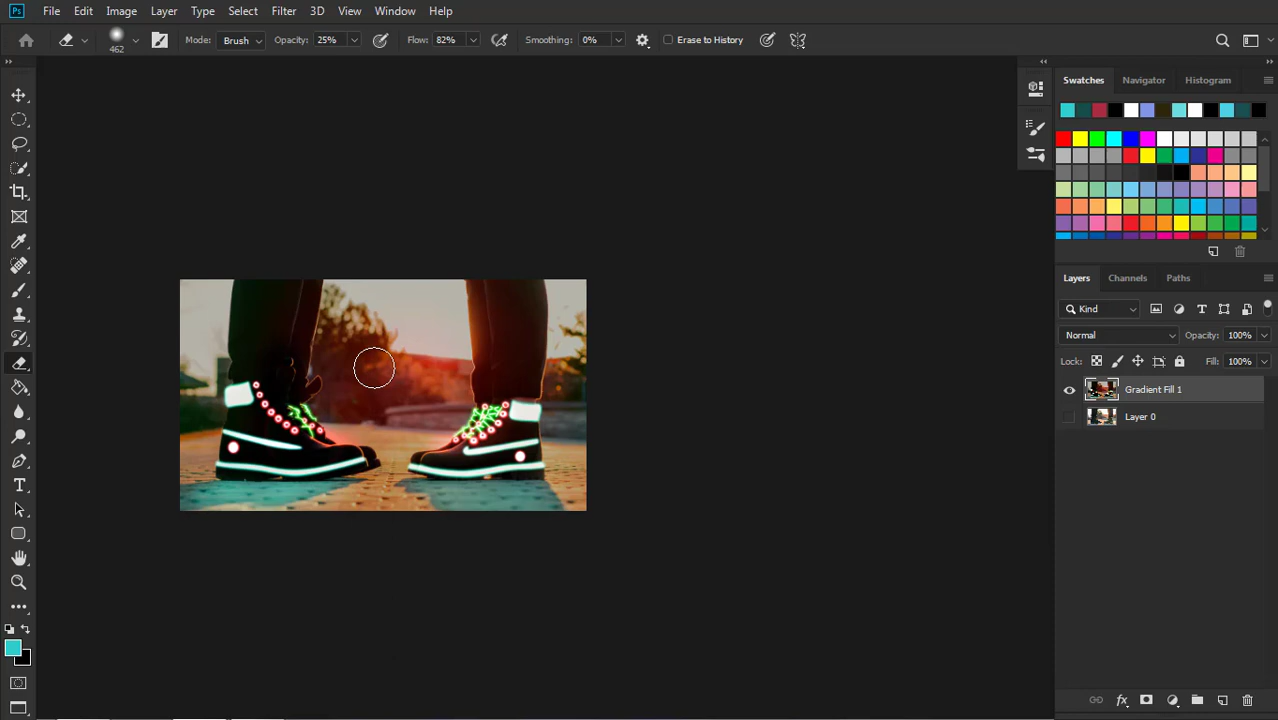 Ps File Edit Image Layer Type Select Filter 3D View Window Help
462 Mode: Brush Opacity: 25% Flow: 82% Smoothing: 0% Erase to History
Swatches Navigator Histogram
Layers Channels Paths
Kind
Normal Opacity: 100%
Lock: Fill: 100%
Gradient Fill 1
Layer 0